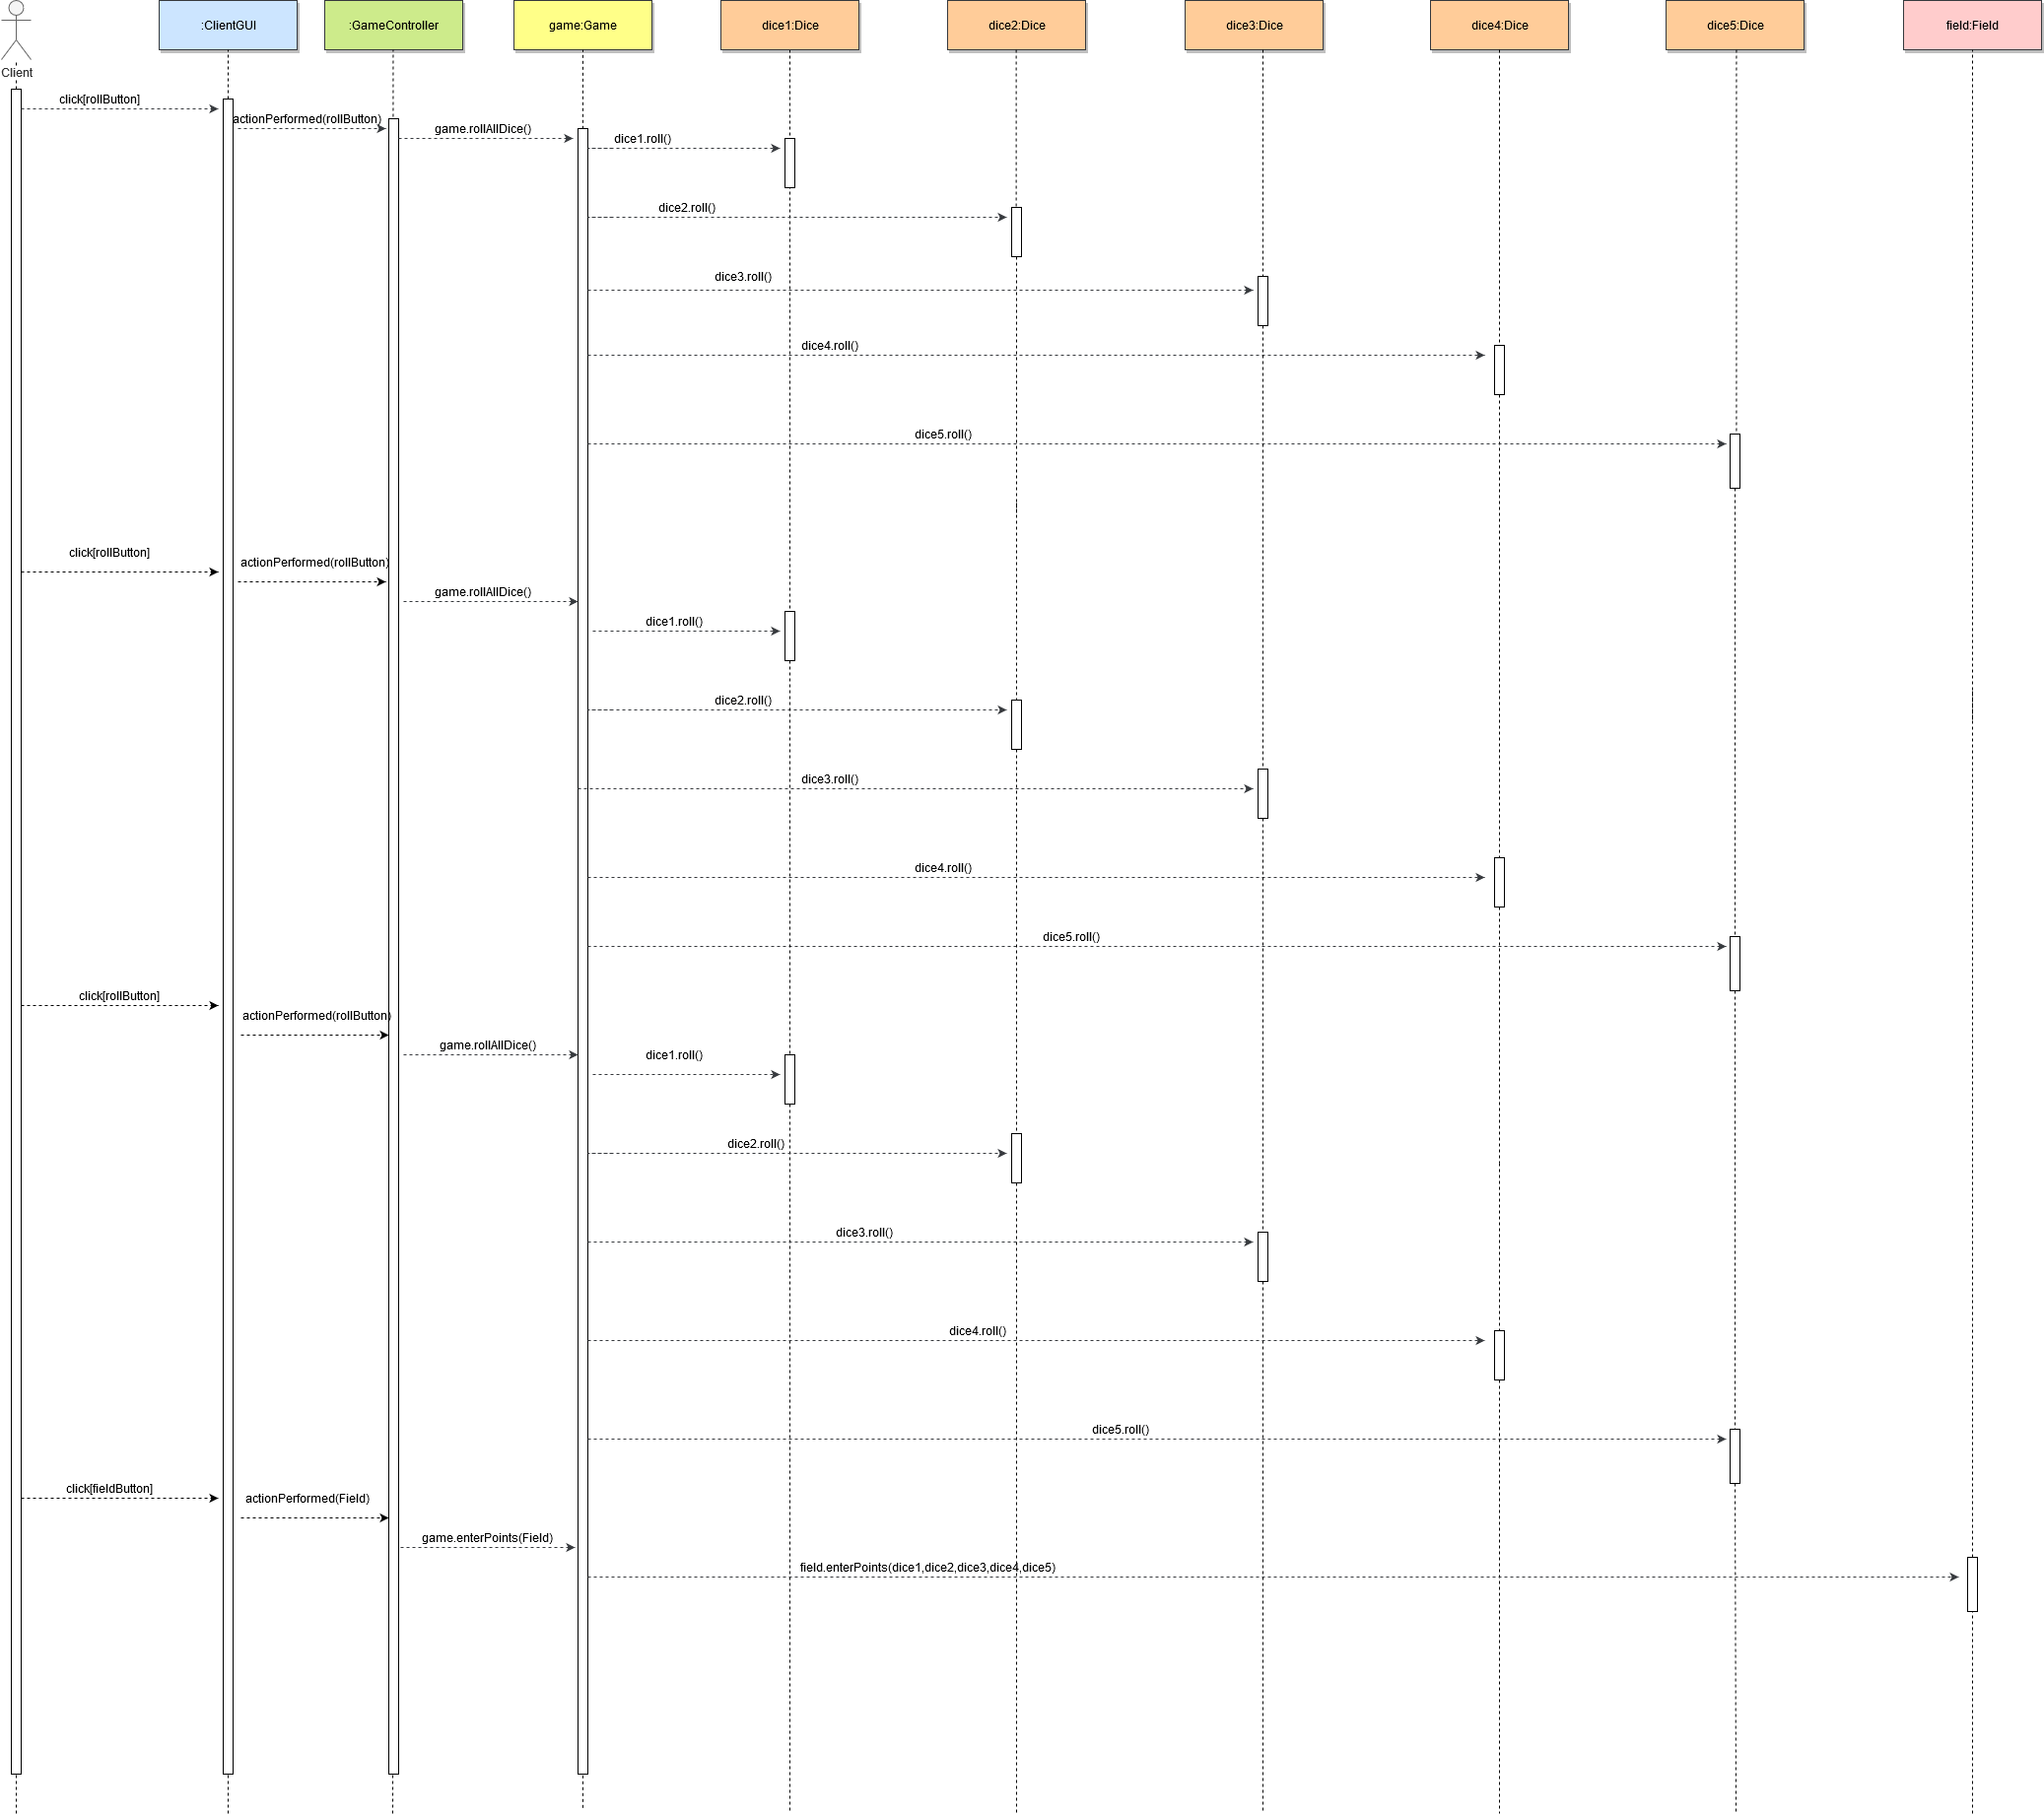 :ClientGUI
:GameController
game:Game
dice1:Dice
dice2:Dice
dice3:Dice
dice4:Dice
dice5:Dice
field:Field
Client
click[rollButton]
actionPerformed(rollButton)
game.rollAllDice()
dice1.roll()
dice2.roll()
dice3.roll()
dice4.roll()
dice5.roll()
click[rollButton]
actionPerformed(rollButton)
game.rollAllDice()
dice1.roll()
dice2.roll()
dice3.roll()
dice4.roll()
dice5.roll()
click[rollButton]
actionPerformed(rollButton)
game.rollAllDice()
dice1.roll()
dice2.roll()
dice3.roll()
dice4.roll()
dice5.roll()
click[fieldButton]
actionPerformed(Field)
game.enterPoints(Field)
field.enterPoints(dice1,dice2,dice3,dice4,dice5)